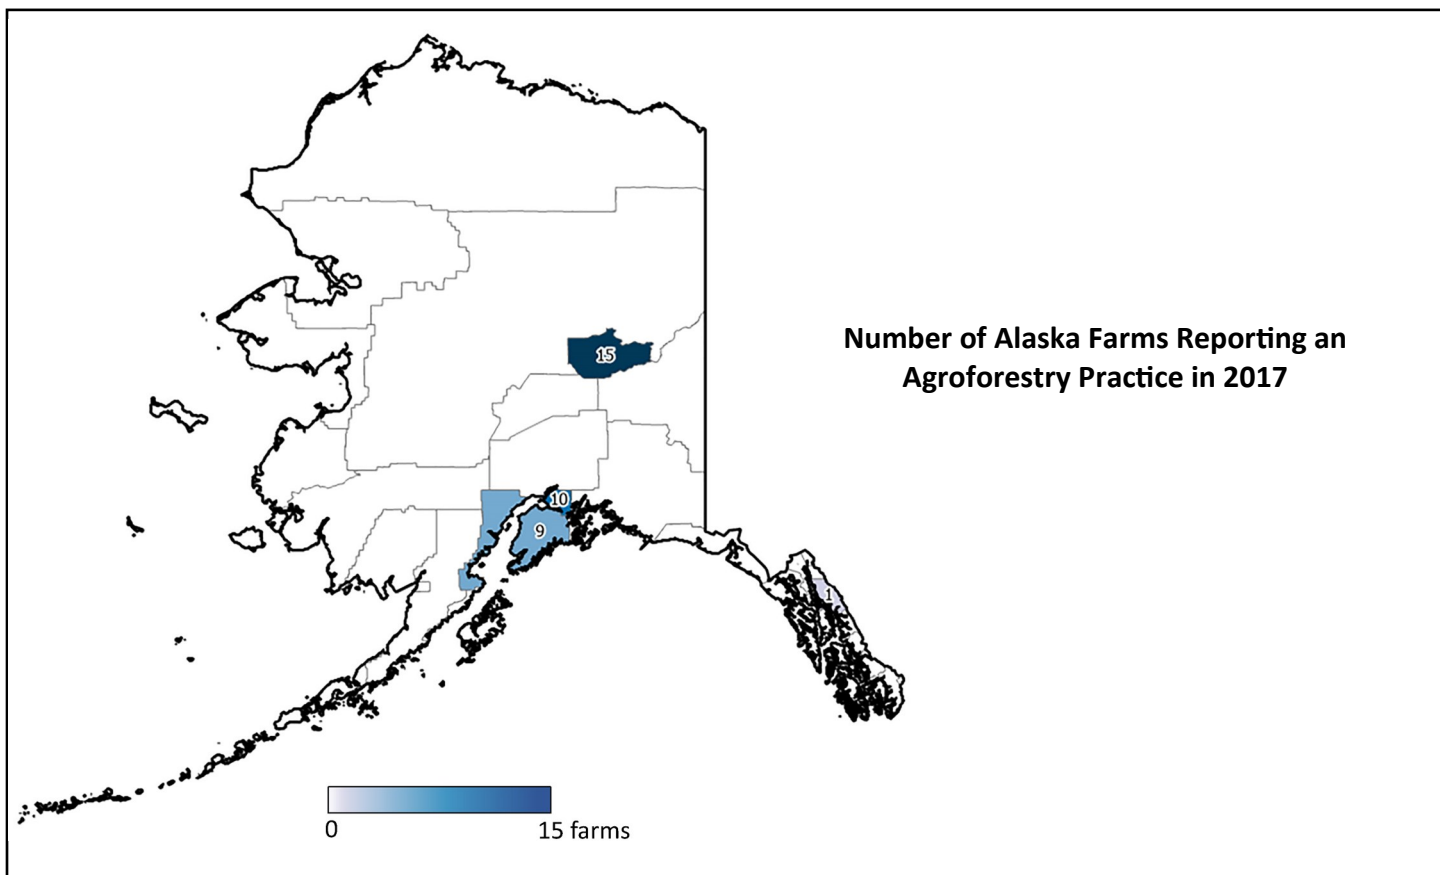 15
Number of Alaska Farms Reporting an
Agroforestry Practice in 2017
10
9
1
0
15 farms